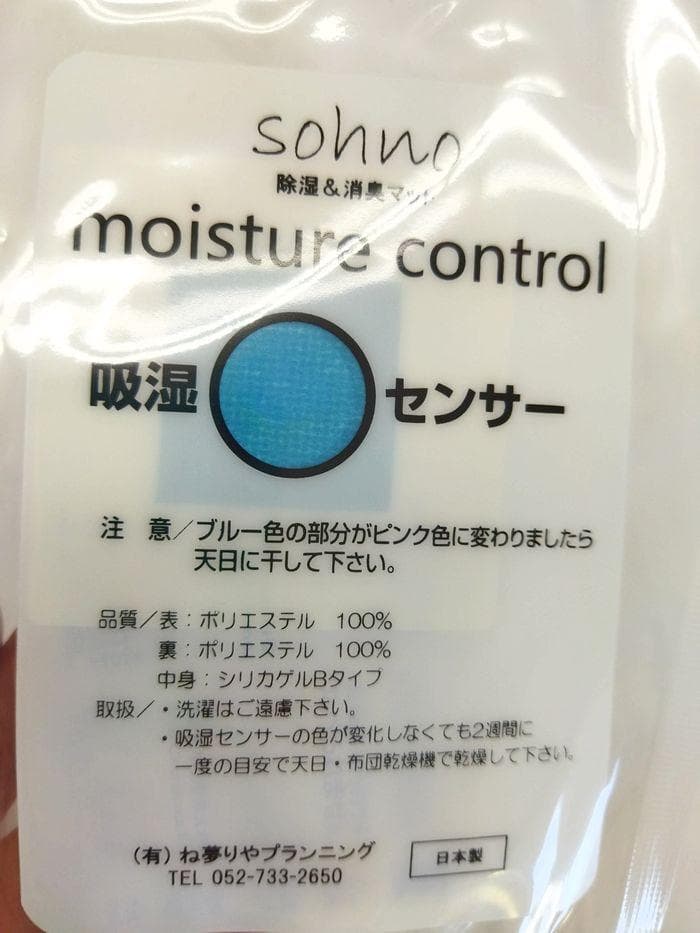 sohno
除湿＆消臭マット
moisture control
吸湿 センサー
注 意／ブルー色の部分がピンク色に変わりましたら
天日に干して下さい。
品質／表：ポリエステル 100%
裏：ポリエステル 100%
中身：シリカゲルBタイプ
取扱／・洗濯はご遠慮下さい。
・吸湿センサーの色が変化しなくても2週間に
一度の目安で天日・布団乾燥機で乾燥して下さい。
（有）ね夢りやプランニング
TEL 052-733-2650
日本製